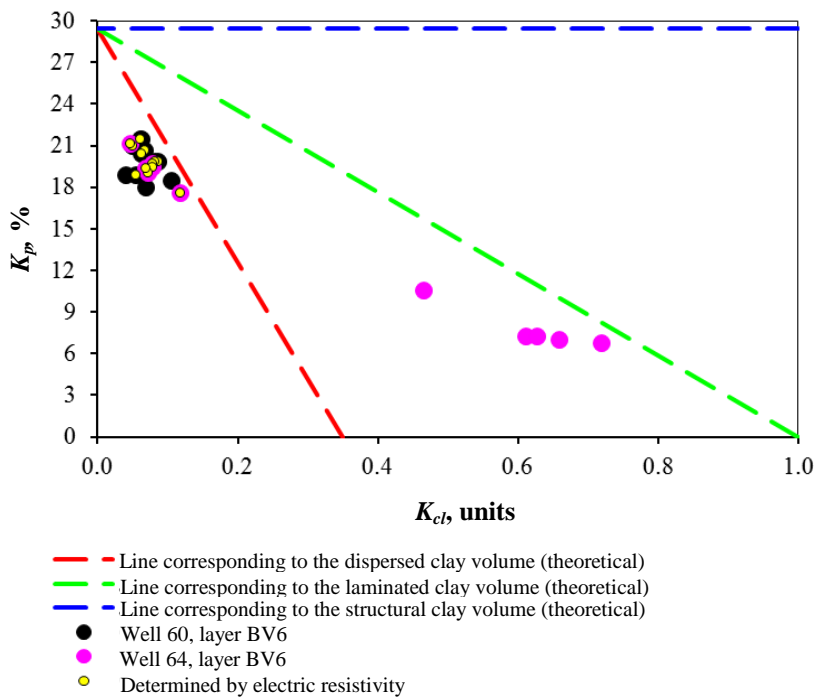 30
27
24
21
18
15
12
9
6
3
0
K_p, %
0.0 0.2 0.4 0.6 0.8 1.0
K_cl, units
Line corresponding to the dispersed clay volume (theoretical)
Line corresponding to the laminated clay volume (theoretical)
Line corresponding to the structural clay volume (theoretical)
Well 60, layer BV6
Well 64, layer BV6
Determined by electric resistivity